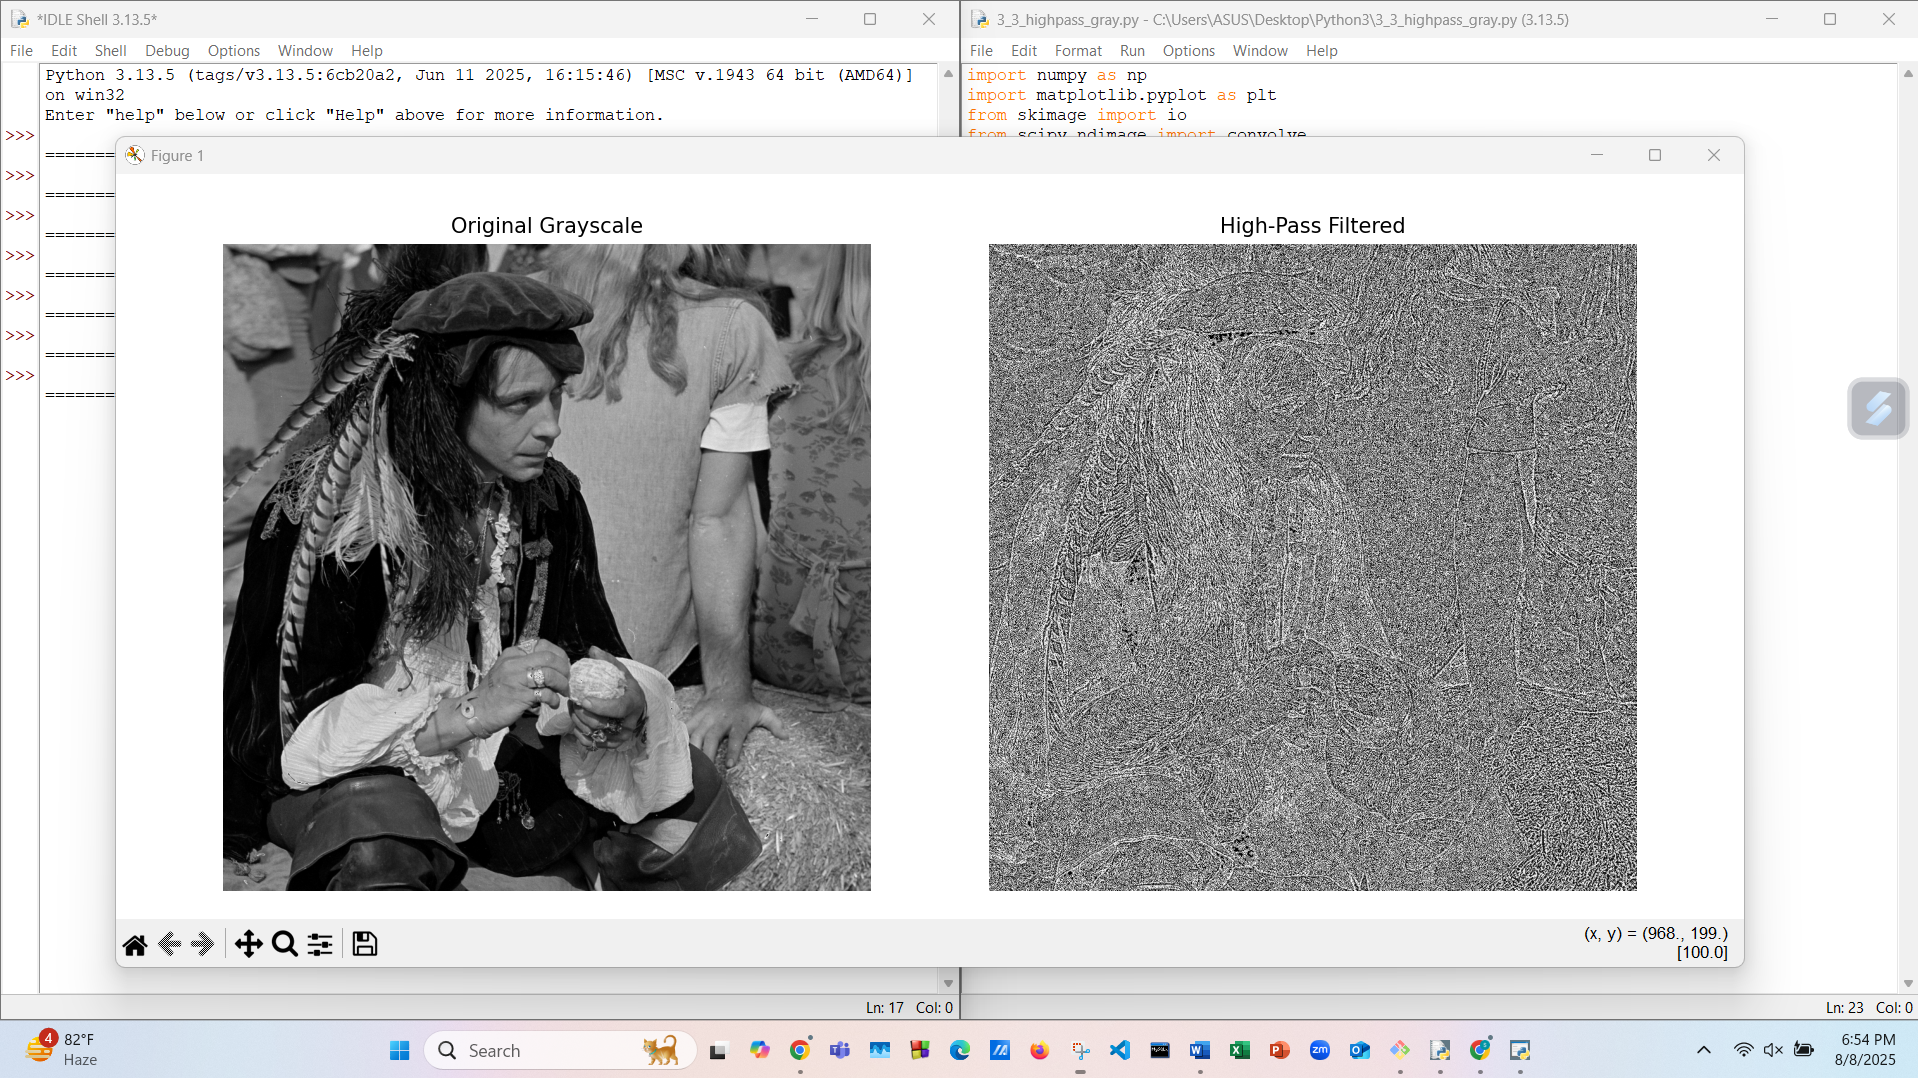 *IDLE Shell 3.13.5*
File Edit Shell Debug Options Window Help
Python 3.13.5 (tags/v3.13.5:6cb20a2, Jun 11 2025, 16:15:46) [MSC v.1943 64 bit (AMD64)]
on win32
Enter "help" below or click "Help" above for more information.
>>>
========
>>>
========
>>>
========
>>>
========
>>>
========
>>>
========
>>>
========
Ln: 17 Col: 0
3_3_highpass_gray.py - C:\Users\ASUS\Desktop\Python3\3_3_highpass_gray.py (3.13.5)
File Edit Format Run Options Window Help
import numpy as np
import matplotlib.pyplot as plt
from skimage import io
from scipy.ndimage import convolve
Ln: 23 Col: 0
Figure 1
Original Grayscale
High-Pass Filtered
(x, y) = (968., 199.)
[100.0]
4
82°F
Haze
Search
zm
6:54 PM
8/8/2025